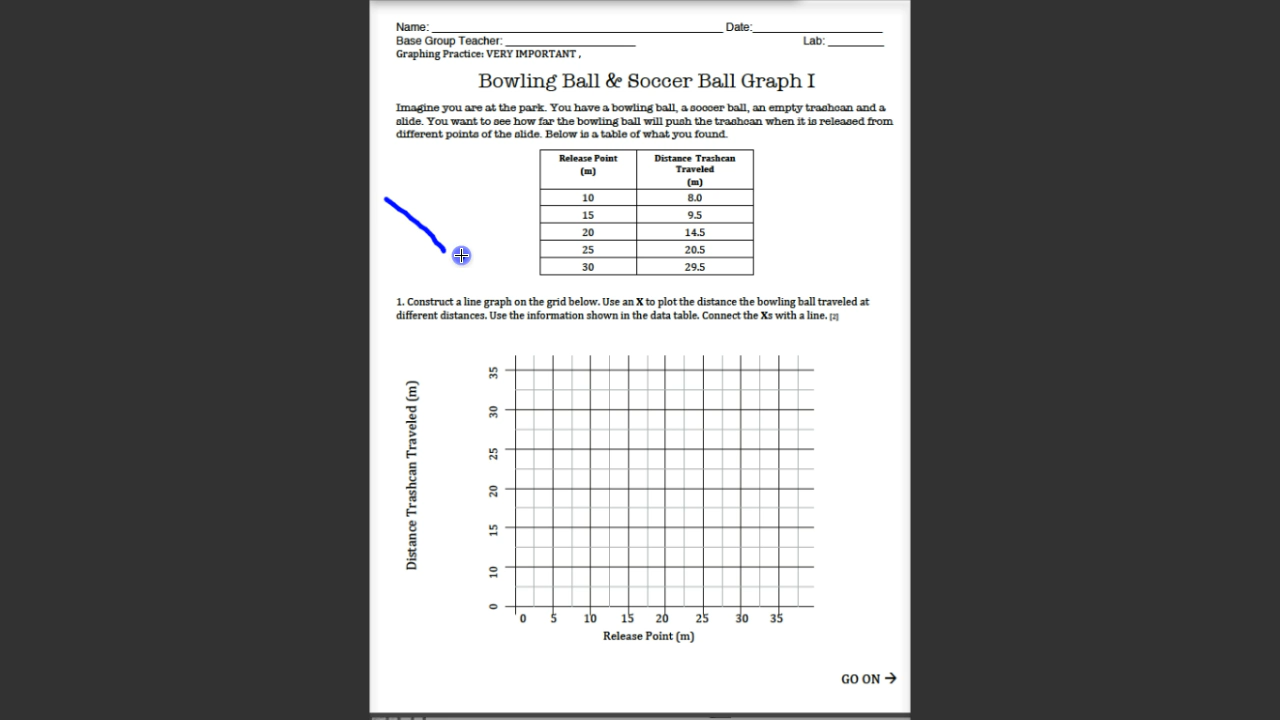 Name: Date:
Base Group Teacher: Lab:
Graphing Practice: VERY IMPORTANT ,
Bowling Ball & Soccer Ball Graph I
Imagine you are at the park. You have a bowling ball, a soccer ball, an empty trashcan and a
slide. You want to see how far the bowling ball will push the trashcan when it is released from
different points of the slide. Below is a table of what you found.
Release Point (m) Distance Trashcan Traveled (m)
10 8.0
15 9.5
20 14.5
25 20.5
30 29.5
1. Construct a line graph on the grid below. Use an X to plot the distance the bowling ball traveled at
different distances. Use the information shown in the data table. Connect the Xs with a line. [2]
Distance Trashcan Traveled (m)
35
30
25
20
15
10
0
0 5 10 15 20 25 30 35
Release Point (m)
GO ON →